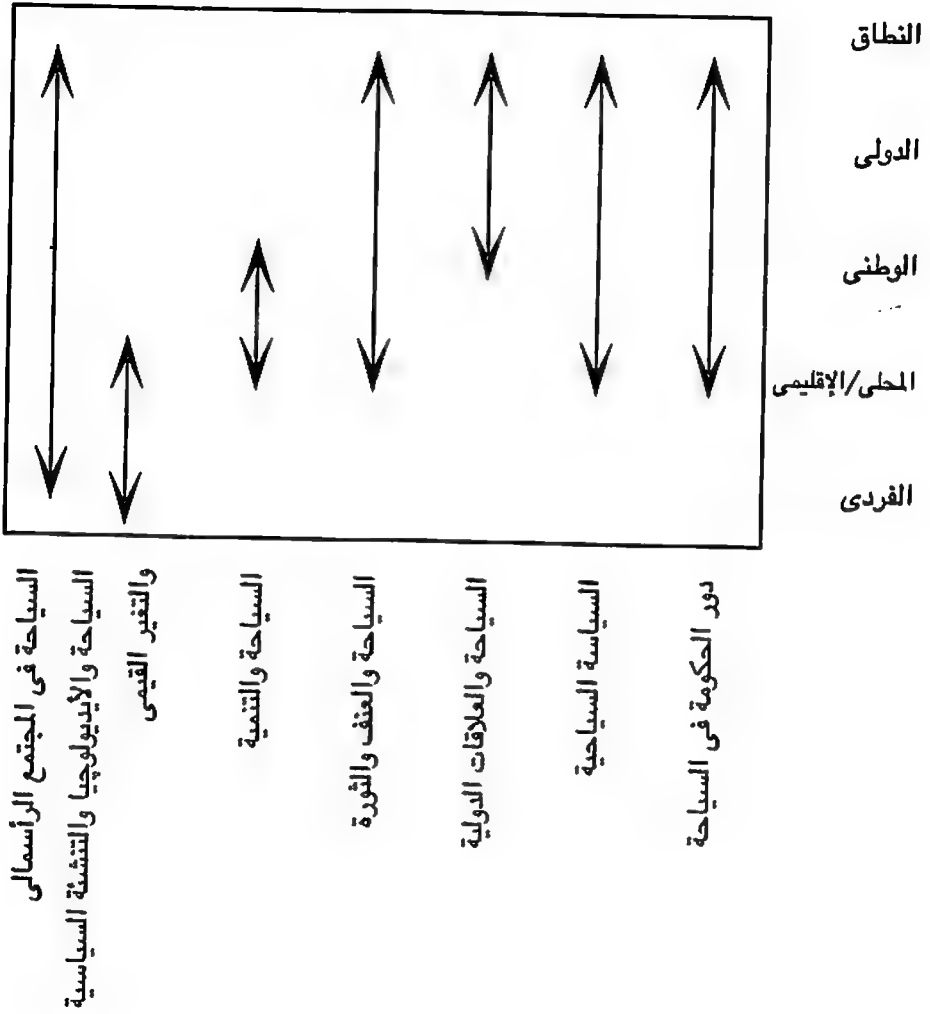 النطاق
الدولى
الوطنى
المحلى/الإقليمى
الفردى
دور الحكومة فى السياحة
السياسة السياحية
السياحة والعلاقات الدولية
السياحة والعنف والثورة
السياحة والتنمية
السياحة والأيديولوچيا والتنشئة السياسية
والتغير القيمى
السياحة فى المجتمع الرأسمالى